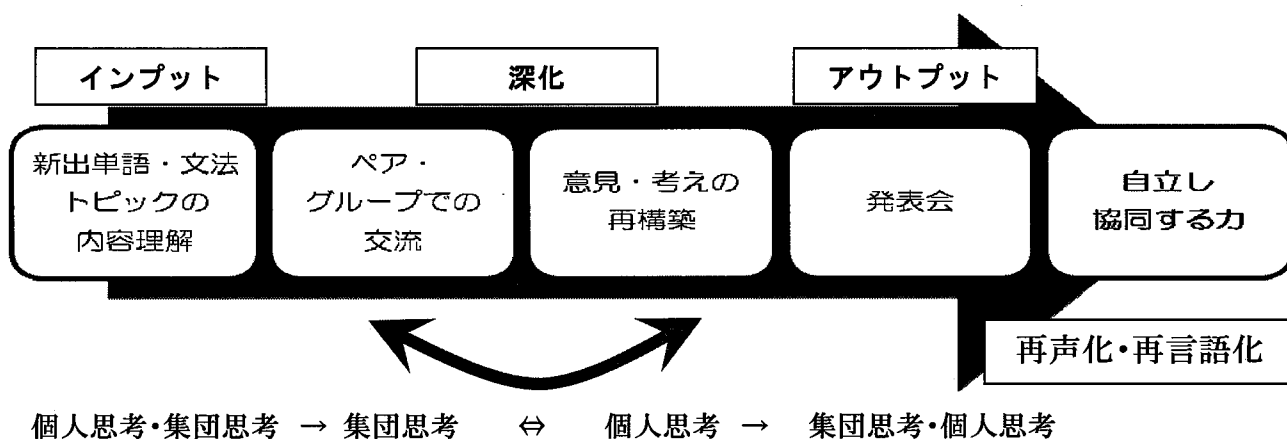 インプット
深化
アウトプット
新出単語・文法
トピックの
内容理解
ペア・
グループでの
交流
意見・考えの
再構築
発表会
自立し
協同する力
再声化・再言語化
個人思考・集団思考 → 集団思考 ⇔ 個人思考 → 集団思考・個人思考